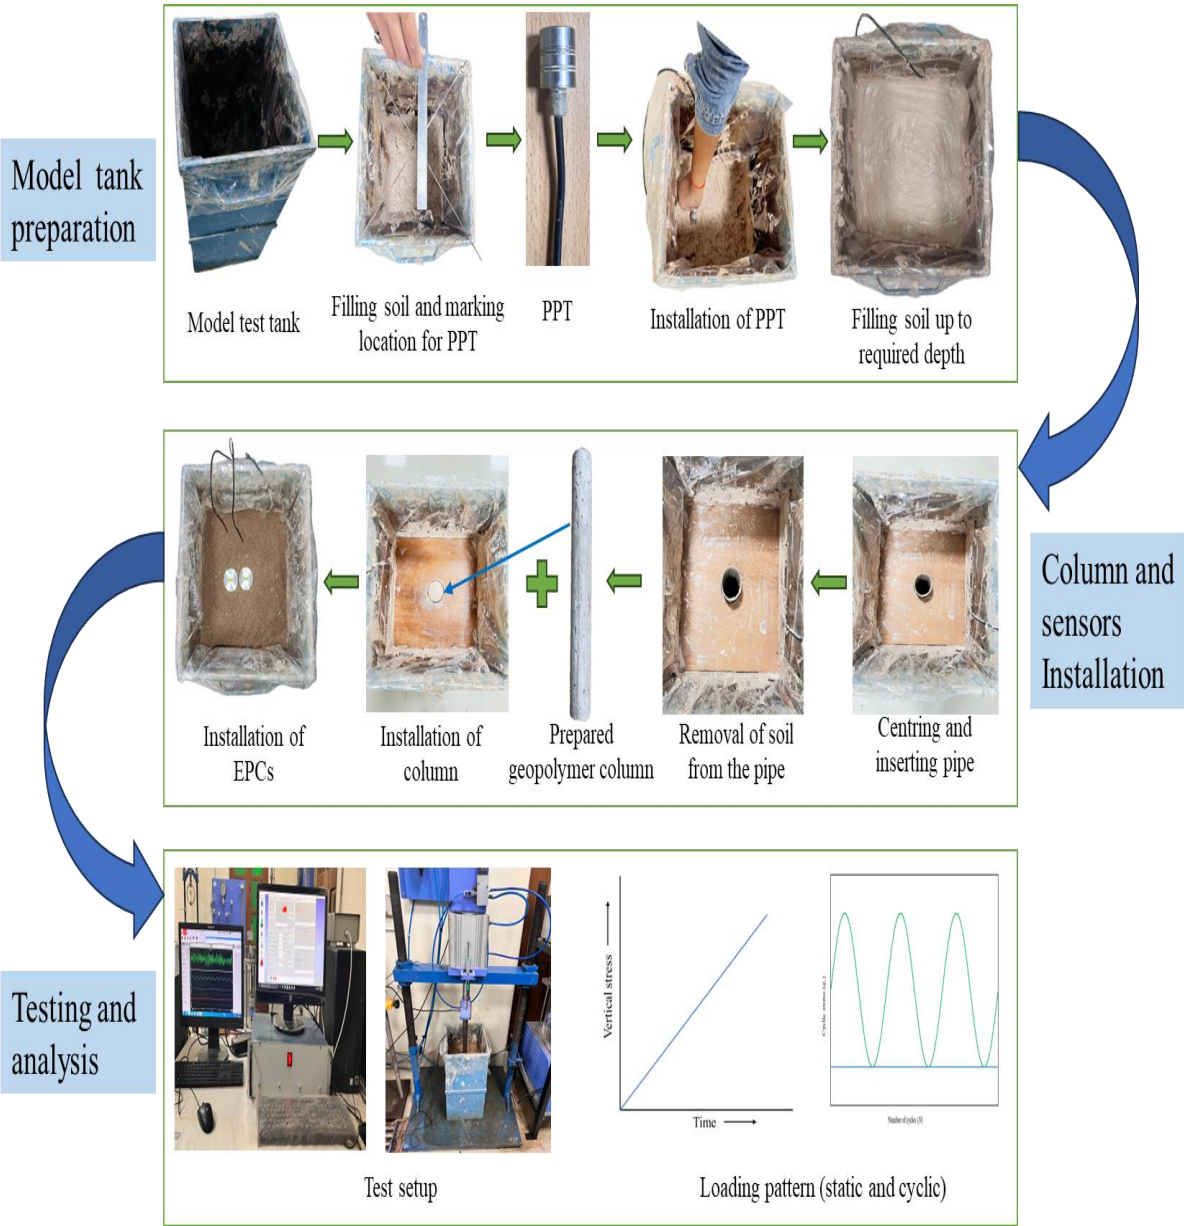 Model tank
preparation
Model test tank
Filling soil and marking
location for PPT
PPT
Installation of PPT
Filling soil up to
required depth
Column and
sensors
Installation
Installation of
EPCs
Installation of
column
Prepared
geopolymer column
Removal of soil
from the pipe
Centring and
inserting pipe
Testing and
analysis
Vertical stress
Time
Number of cycles (N)
Test setup
Loading pattern (static and cyclic)